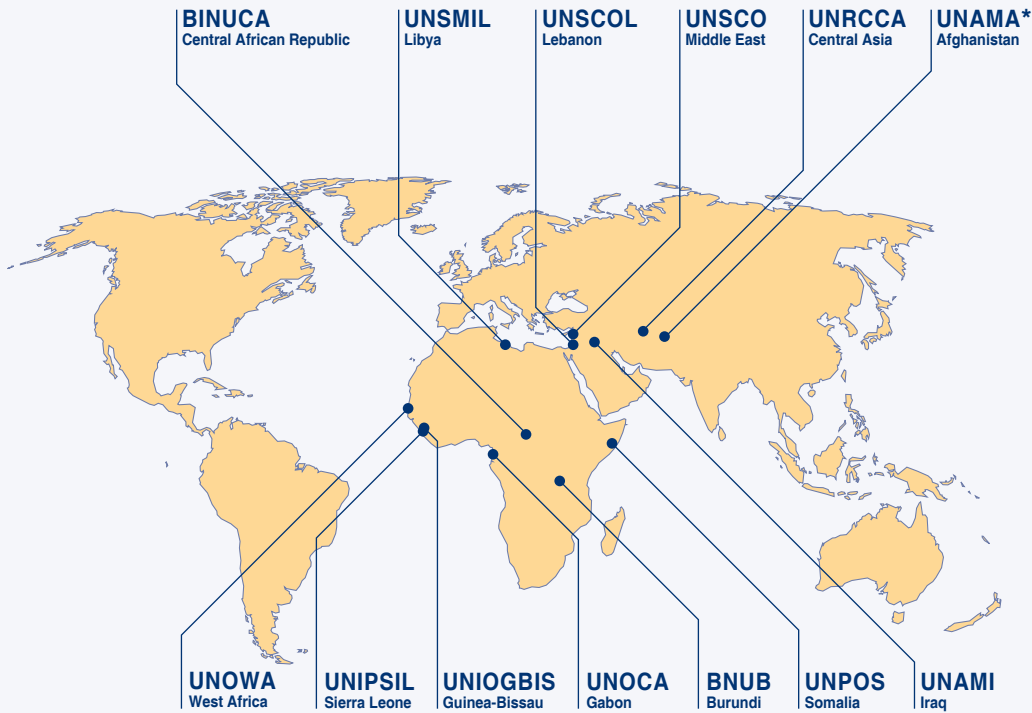 BINUCA
Central African Republic
UNSMIL
Libya
UNSCOL
Lebanon
UNSCO
Middle East
UNRCCA
Central Asia
UNAMA*
Afghanistan
UNOWA
West Africa
UNIPSIL
Sierra Leone
UNIOGBIS
Guinea-Bissau
UNOCA
Gabon
BNUB
Burundi
UNPOS
Somalia
UNAMI
Iraq